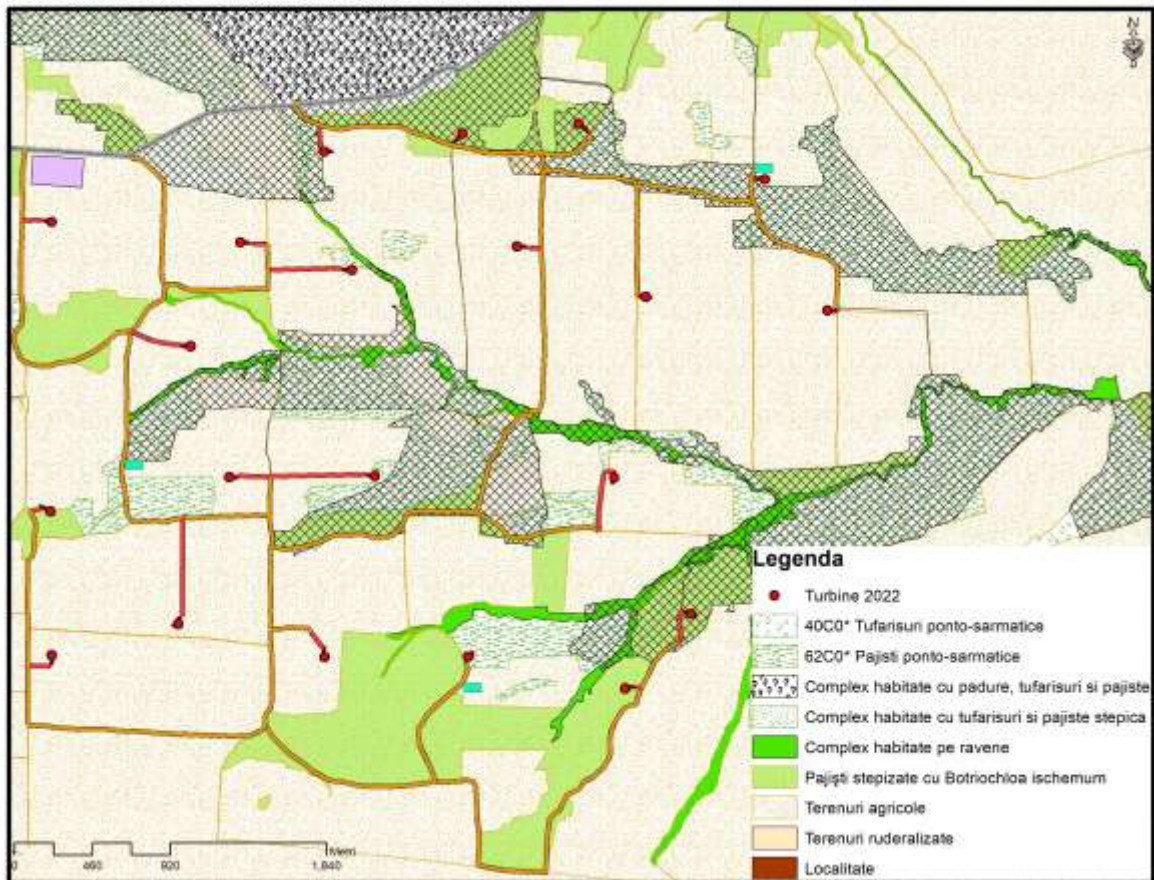 N
Legenda
Turbine 2022
40C0* Tufarisuri ponto-sarmatice
62C0* Pajisti ponto-sarmatice
Complex habitate cu padure, tufarisuri si pajiste
Complex habitate cu tufarisuri si pajiste stepica
Complex habitate pe ravene
Pajişti stepizate cu Botriochloa ischemum
Terenuri agricole
Terenuri ruderalizate
Localitate
Metri
0 460 920 1,840